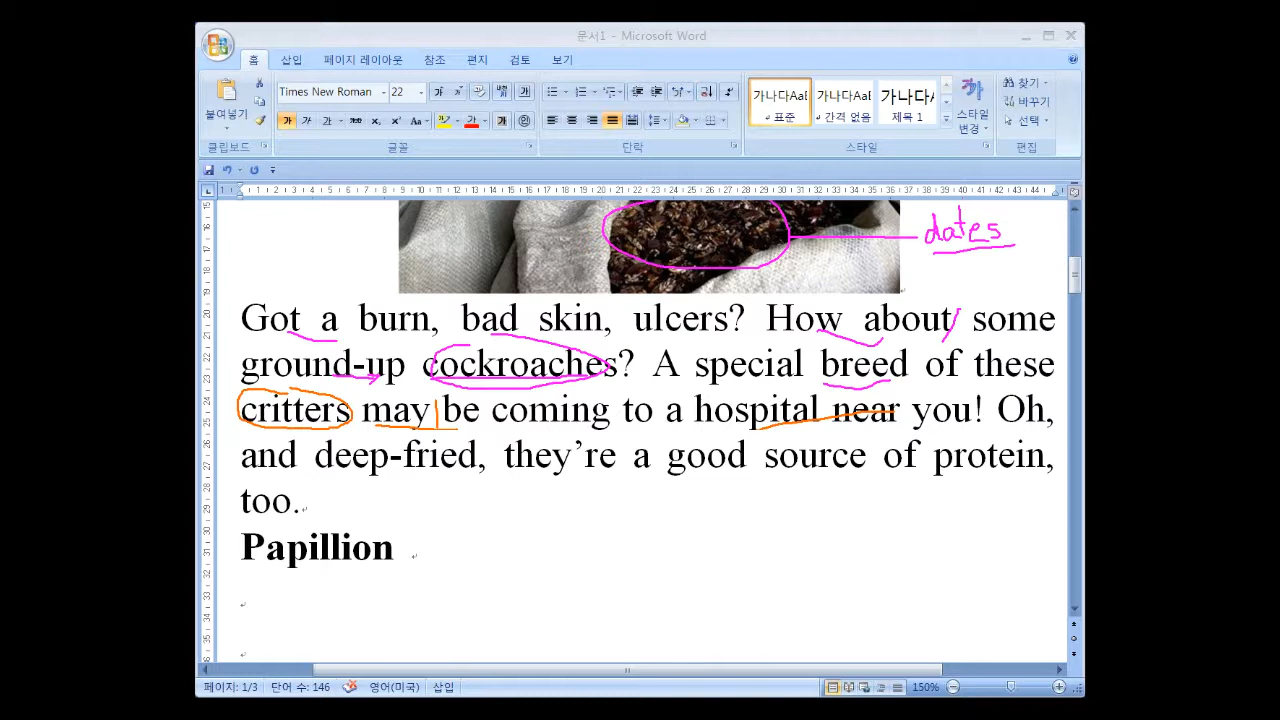 문서1 - Microsoft Word
홈 삽입 페이지 레이아웃 참조 편지 검토 보기
Times New Roman 22 가나다AaB 가나다AaB 가나다A 찾기
붙여넣기 표준 간격 없음 제목 1 스타일 변경 바꾸기
선택
클립보드 글꼴 단락 스타일 편집
dates
Got a burn, bad skin, ulcers? How about some
ground-up cockroaches? A special breed of these
critters may be coming to a hospital near you! Oh,
and deep-fried, they're a good source of protein,
too.
Papillion
페이지: 1/3 단어 수: 146 영어(미국) 삽입 150%